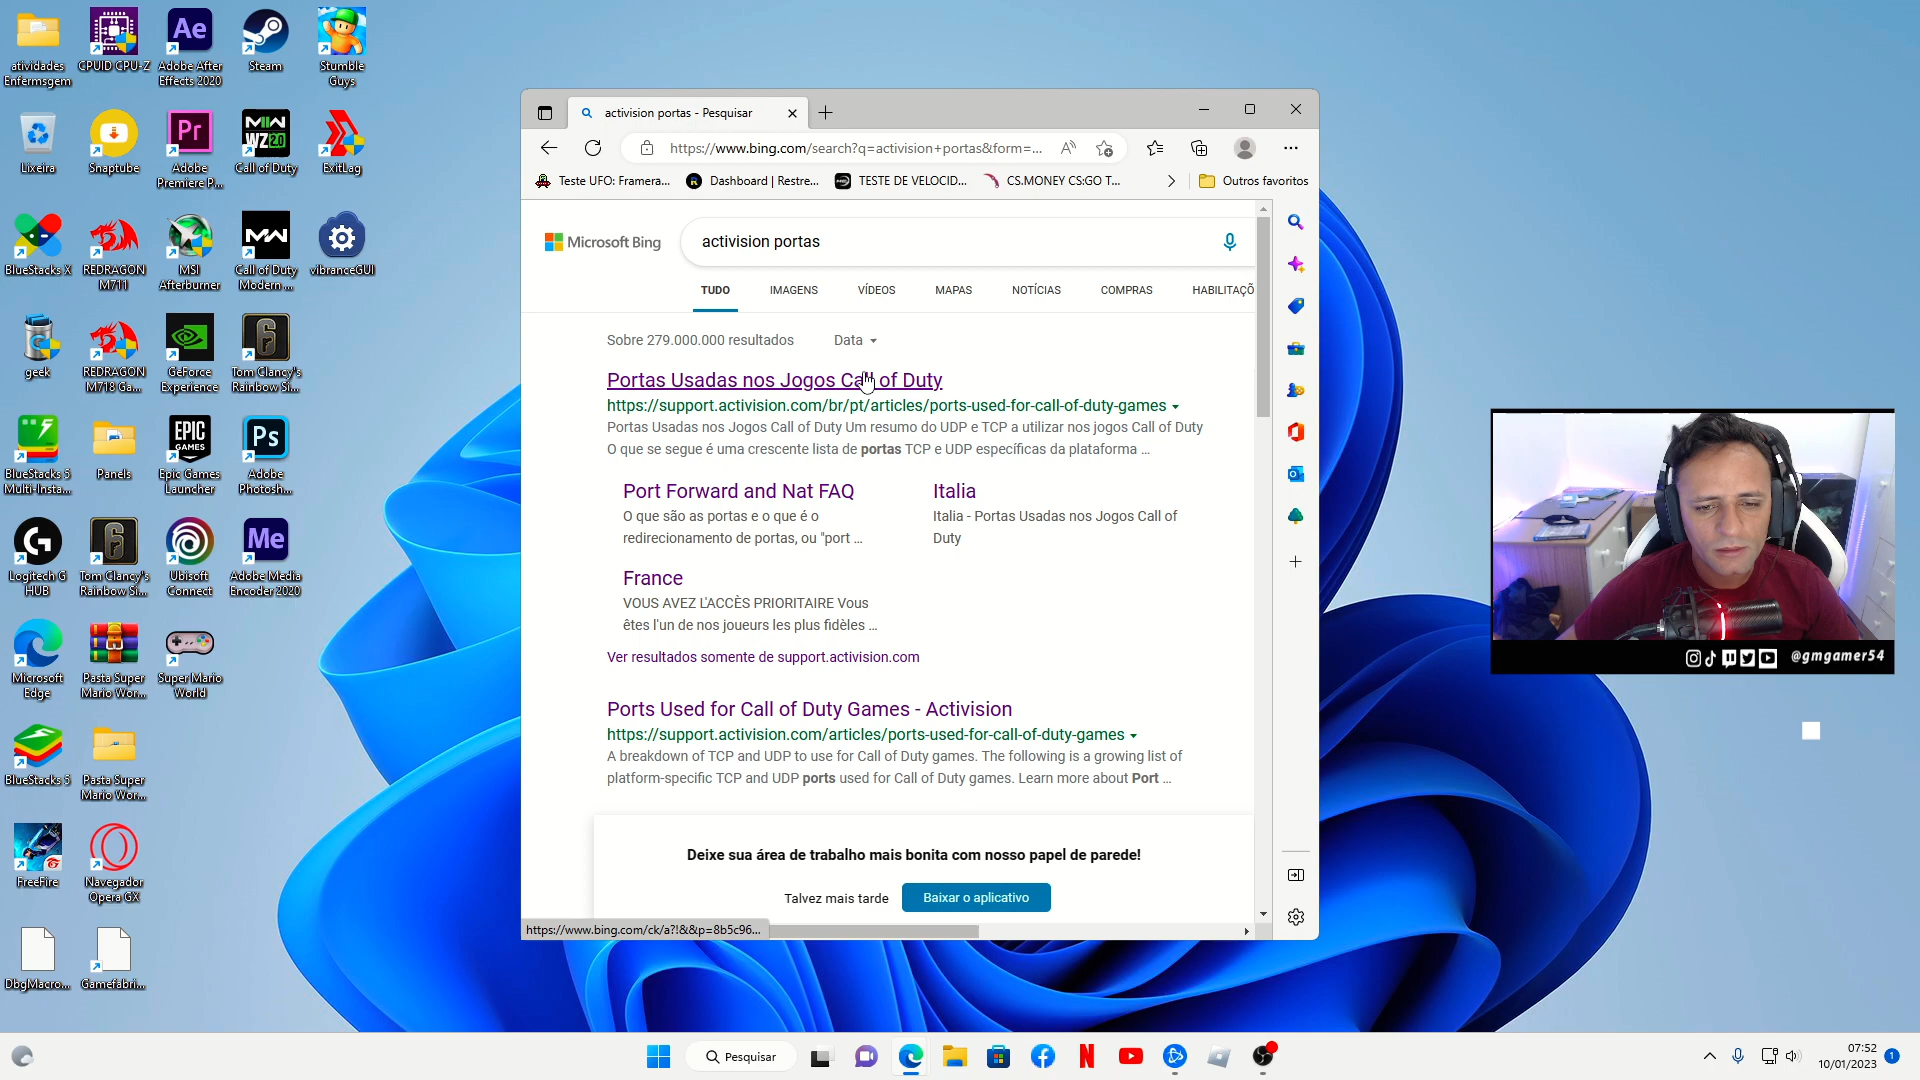 atividades
Enfermsgem
CPUID CPU-Z
Adobe After
Effects 2020
Steam
Stumble
Guys
Lixeira
Snaptube
Adobe
Premiere P...
Call of Duty
ExitLag
BlueStacks X
REDRAGON
M711
MSI
Afterburner
Call of Duty
Modern ...
vibranceGUI
geek
REDRAGON
M718 Ga...
GeForce
Experience
Tom Clancy's
Rainbow Si...
BlueStacks 5
Multi-Insta...
Panels
Epic Games
Launcher
Adobe
Photosh...
Logitech G
HUB
Tom Clancy's
Rainbow Si...
Ubisoft
Connect
Adobe Media
Encoder 2020
Microsoft
Edge
Pasta Super
Mario Wor...
Super Mario
World
BlueStacks 5
Pasta Super
Mario Wor...
FreeFire
Navegador
Opera GX
DbgMacro...
Gamefabri...
Ae
Pr
MW
WZ2.0
MW
EPIC
GAMES
Ps
Me
activision portas - Pesquisar
https://www.bing.com/search?q=activision+portas&form=...
Teste UFO: Framera...
Dashboard | Restre...
TESTE DE VELOCID...
CS.MONEY CS:GO T...
Outros favoritos
Microsoft Bing
activision portas
TUDO
IMAGENS
VÍDEOS
MAPAS
NOTÍCIAS
COMPRAS
HABILITAÇÕ
Sobre 279.000.000 resultados
Data
Portas Usadas nos Jogos Call of Duty
https://support.activision.com/br/pt/articles/ports-used-for-call-of-duty-games
Portas Usadas nos Jogos Call of Duty Um resumo do UDP e TCP a utilizar nos jogos Call of Duty
O que se segue é uma crescente lista de portas TCP e UDP específicas da plataforma ...
Port Forward and Nat FAQ
O que são as portas e o que é o
redirecionamento de portas, ou "port ...
Italia
Italia - Portas Usadas nos Jogos Call of
Duty
France
VOUS AVEZ L'ACCÈS PRIORITAIRE Vous
êtes l'un de nos joueurs les plus fidèles ...
Ver resultados somente de support.activision.com
Ports Used for Call of Duty Games - Activision
https://support.activision.com/articles/ports-used-for-call-of-duty-games
A breakdown of TCP and UDP to use for Call of Duty games. The following is a growing list of
platform-specific TCP and UDP ports used for Call of Duty games. Learn more about Port ...
Deixe sua área de trabalho mais bonita com nosso papel de parede!
Talvez mais tarde
Baixar o aplicativo
https://www.bing.com/ck/a?!&&p=8b5c96...
@gmgamer54
Pesquisar
07:52
10/01/2023
1